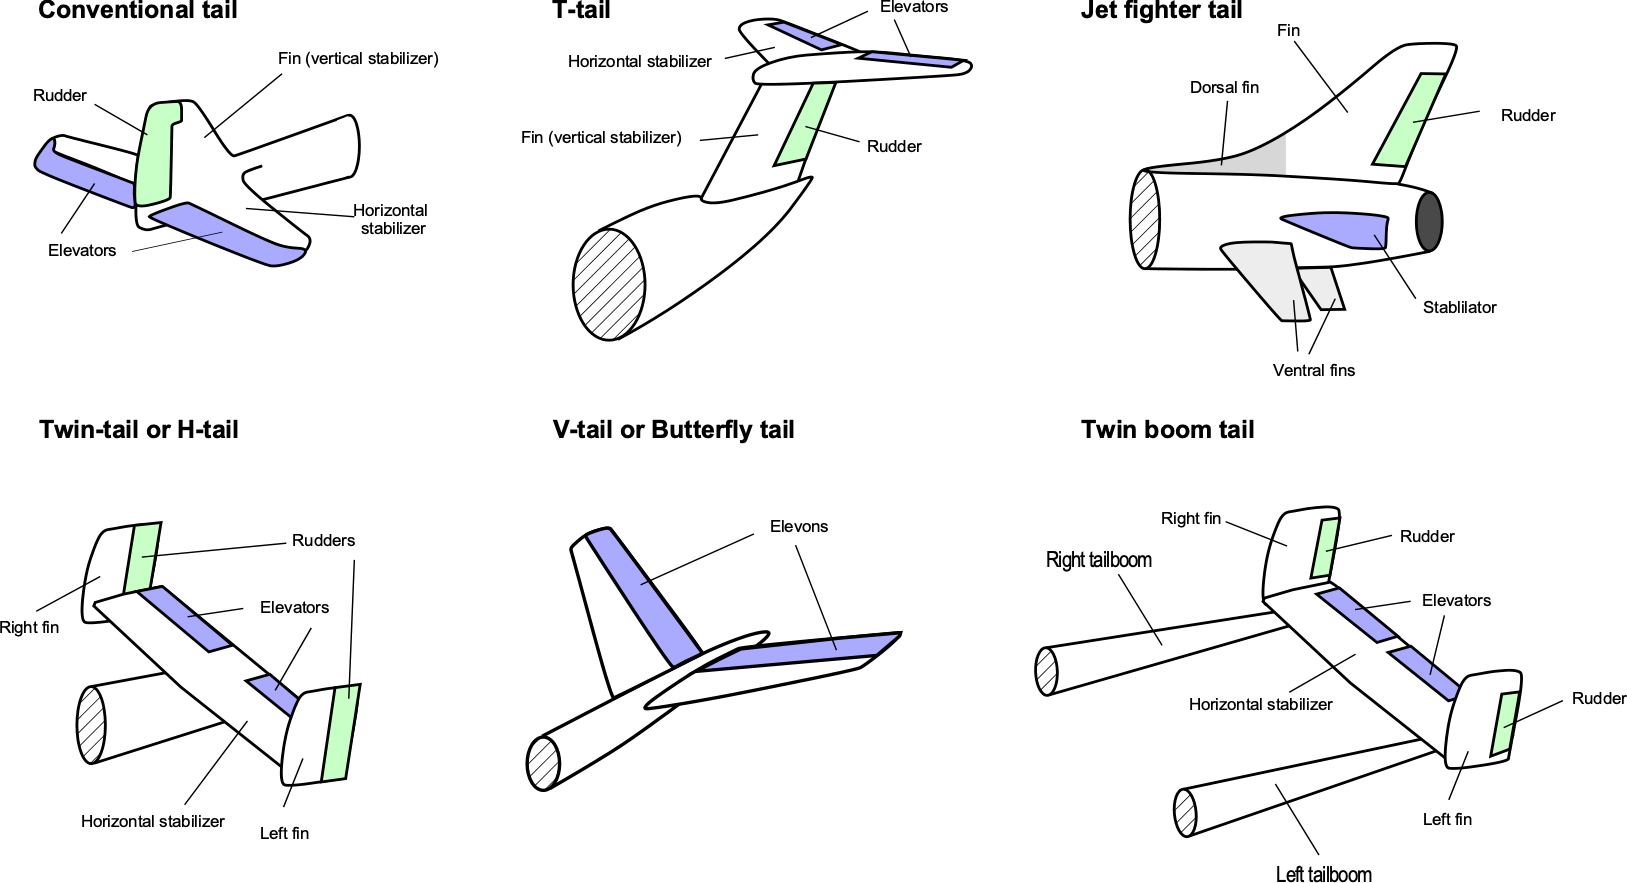 Conventional tail
Fin (vertical stabilizer)
Rudder
Horizontal
stabilizer
Elevators
T-tail
Elevators
Horizontal stabilizer
Fin (vertical stabilizer)
Rudder
Jet fighter tail
Fin
Dorsal fin
Rudder
Stablilator
Ventral fins
Twin-tail or H-tail
Rudders
Elevators
Right fin
Horizontal stabilizer
Left fin
V-tail or Butterfly tail
Elevons
Twin boom tail
Right fin
Rudder
Right tailboom
Elevators
Horizontal stabilizer
Rudder
Left fin
Left tailboom